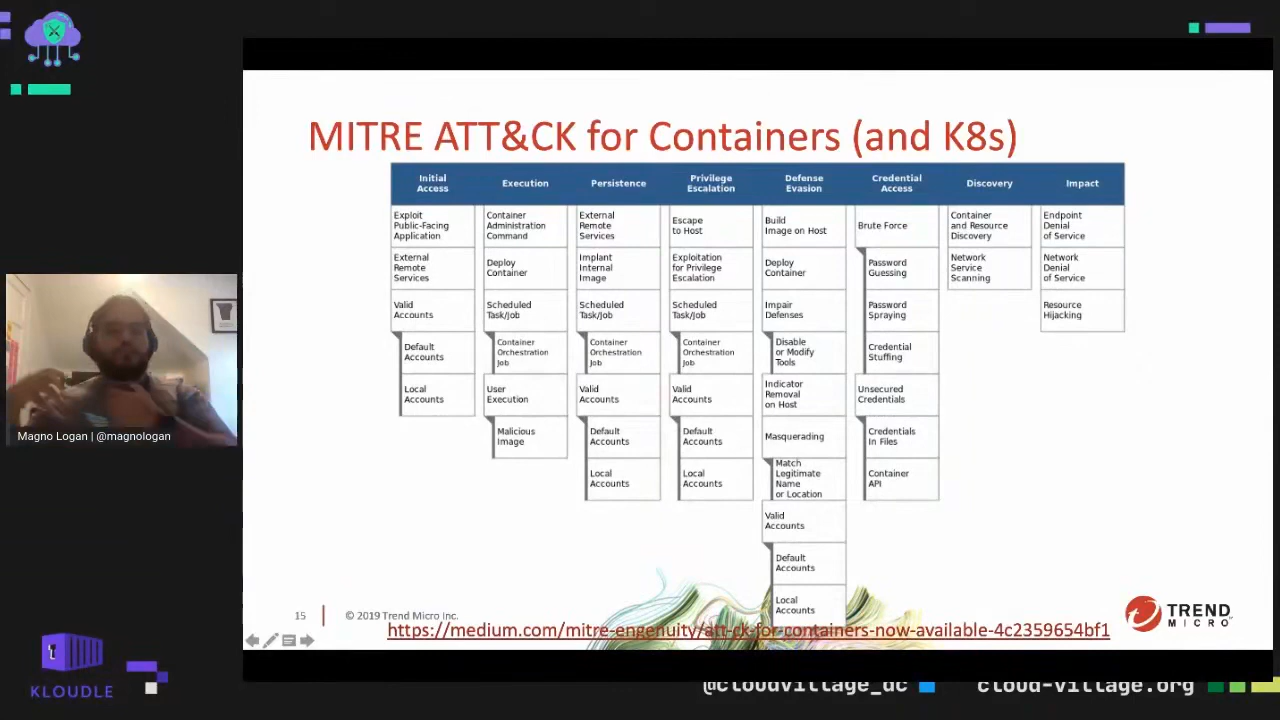 MITRE ATT&CK for Containers (and K8s)
Initial
Access
Execution
Persistence
Privilege
Escalation
Defense
Evasion
Credential
Access
Discovery
Impact
Exploit
Public-Facing
Application
External
Remote
Services
Valid
Accounts
Default
Accounts
Local
Accounts
Container
Administration
Command
Deploy
Container
Scheduled
Task/Job
Container
Orchestration
Job
User
Execution
Malicious
Image
External
Remote
Services
Implant
Internal
Image
Scheduled
Task/Job
Container
Orchestration
Job
Valid
Accounts
Default
Accounts
Local
Accounts
Escape
to Host
Exploitation
for Privilege
Escalation
Scheduled
Task/Job
Container
Orchestration
Job
Valid
Accounts
Default
Accounts
Local
Accounts
Build
Image on Host
Deploy
Container
Impair
Defenses
Disable
or Modify
Tools
Indicator
Removal
on Host
Masquerading
Match
Legitimate
Name
or Location
Valid
Accounts
Default
Accounts
Local
Accounts
Brute Force
Password
Guessing
Password
Spraying
Credential
Stuffing
Unsecured
Credentials
Credentials
In Files
Container
API
Container
and Resource
Discovery
Network
Service
Scanning
Endpoint
Denial
of Service
Network
Denial
of Service
Resource
Hijacking
Magno Logan | @magnologan
15
© 2019 Trend Micro Inc.
https://medium.com/mitre-engenuity/att-ck-for-containers-now-available-4c2359654bf1
TREND
MICRO
KLOUDLE
@cloudvillage_dc
cloud-village.org